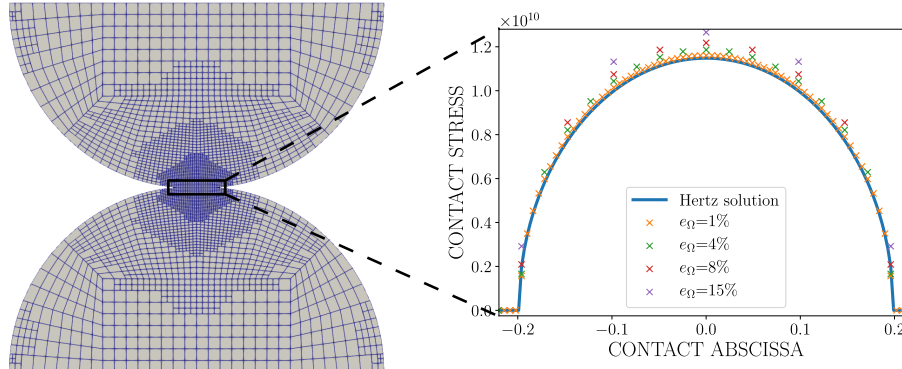 ×10¹⁰
1.2
1.0
0.8
0.6
0.4
0.2
0.0
CONTACT STRESS
Hertz solution
e_Ω=1%
e_Ω=4%
e_Ω=8%
e_Ω=15%
−0.2
−0.1
0.0
0.1
0.2
CONTACT ABSCISSA